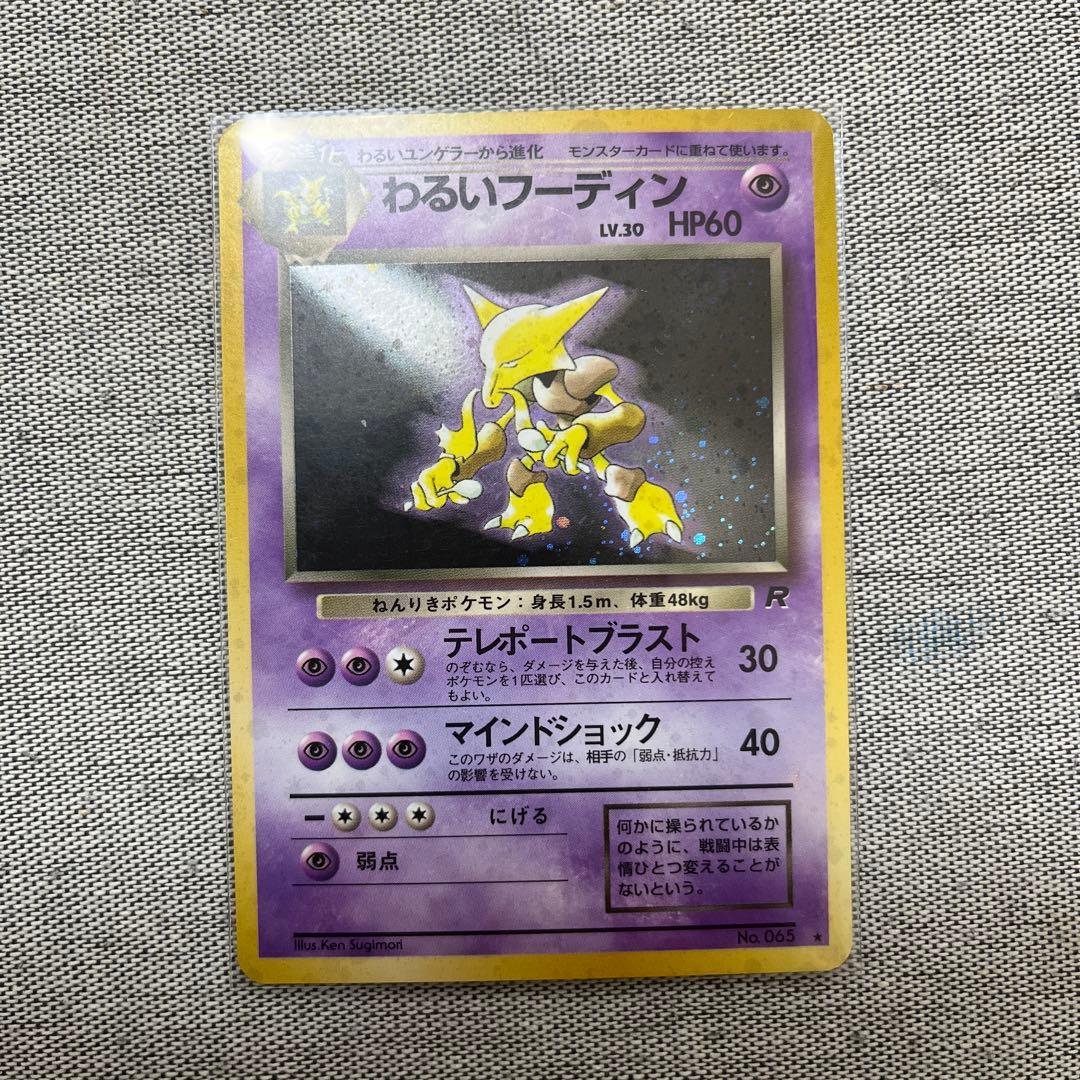 2進化 わるいユンゲラーから進化 モンスターカードに重ねて使います。
わるいフーディン
LV.30 HP60
ねんりきポケモン：身長1.5m、体重48kg R
テレポートブラスト 30
のぞむなら、ダメージを与えた後、自分の控え
ポケモンを1匹選び、このカードと入れ替えて
もよい。
マインドショック 40
このワザのダメージは、相手の「弱点・抵抗力」
の影響を受けない。
ー にげる
弱点
何かに操られているか
のように、戦闘中は表
情ひとつ変えることが
ないという。
Illus.Ken Sugimori No. 065 ★